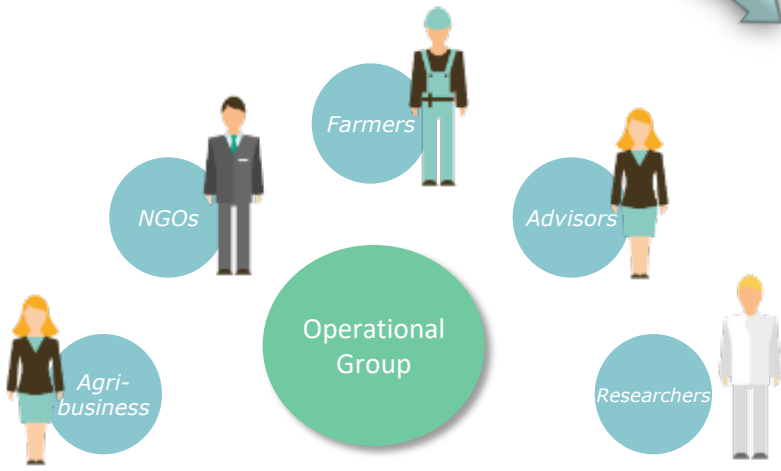 Farmers
NGOs
Advisors
Operational
Group
Agri-
business
Researchers